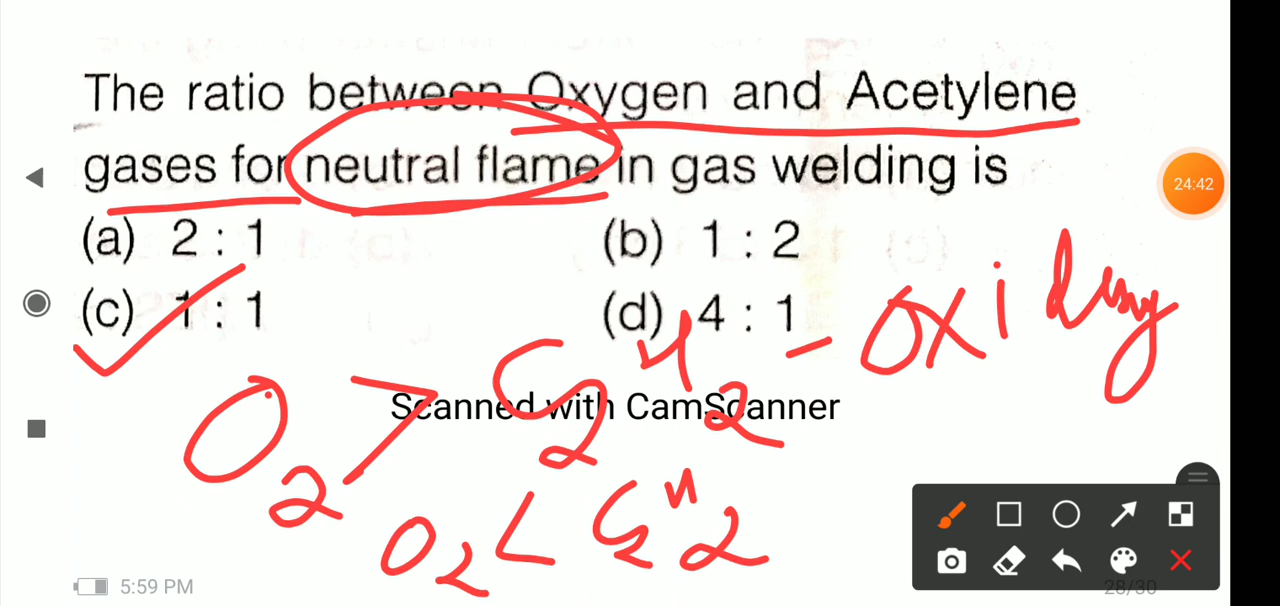 The ratio between Oxygen and Acetylene
gases for neutral flame in gas welding is
24:42
(a) 2 : 1 (b) 1 : 2
(c) 1 : 1 (d) 4 : 1
O2 > C2H2 - Oxidizing
Scanned with CamScanner
O2 < C2H2
5:59 PM
28/30